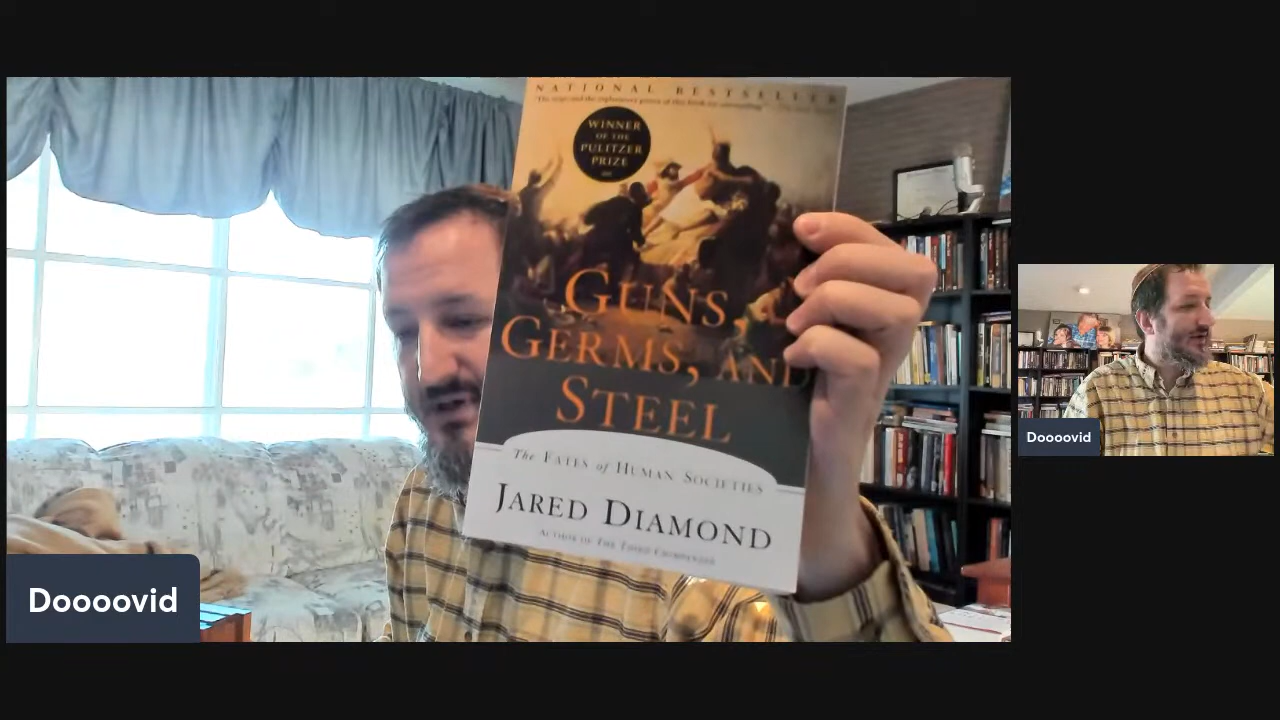 NATIONAL BESTSELLER
WINNER
OF THE
PULITZER
PRIZE
GUNS,
GERMS, AND
STEEL
The FATES of HUMAN SOCIETIES
JARED DIAMOND
AUTHOR OF THE THIRD CHIMPANZEE
Doooovid
Doooovid